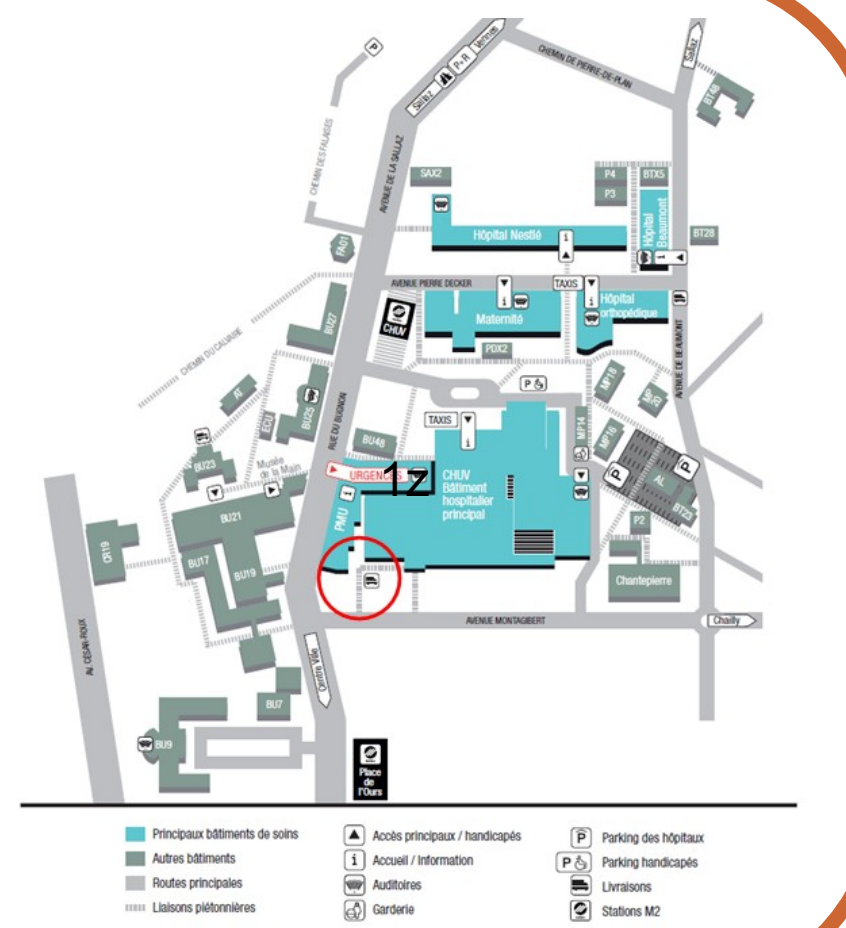 P
Vennes
P+R
Sallaz
CHEMIN DE PIERRE-DE-PLAN
Sallaz
BT48
CHEMIN DES FALAISES
AVENUE DE LA SALLAZ
SAX2
P4
BTX5
P3
Hôpital
Beaumont
Hôpital Nestlé
i
BT28
FA01
i
AVENUE PIERRE DECKER
TAXIS
i
i
CHUV
Maternité
Hôpital
orthopédique
BU27
CHEMIN DU CALVAIRE
PDX2
AVENUE DE BEAUMONT
P
MP18
MP
20
BU25
ECU
RUE DU BUGNON
TAXIS
i
MP14
MP16
BU48
BU23
Musée
de la Main
URGENCES
1z
CHUV
Bâtiment
hospitalier
principal
P
P
AL
BT23
i
PMU
BU21
P2
CR19
BU17
BU19
Chantepierre
AVENUE MONTAGIBERT
Chailly
AV. CÉSAR-ROUX
Centre Ville
BU7
BU9
Place
de
l'Ours
Principaux bâtiments de soins
Autres bâtiments
Routes principales
Liaisons piétonnières
Accès principaux / handicapés
i Accueil / Information
Auditoires
Garderie
P Parking des hôpitaux
P Parking handicapés
Livraisons
Stations M2